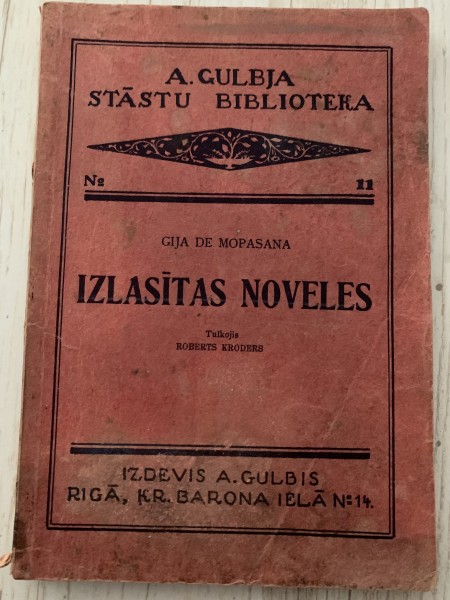 A. GULBJA
STĀSTU BIBLIOTEKA
No 11
GIJA DE MOPASANA
IZLASĪTAS NOVELES
Tulkojis
ROBERTS KRODERS
IZDEVIS A. GULBIS
RIGĀ, KR. BARONA IELĀ No 14.